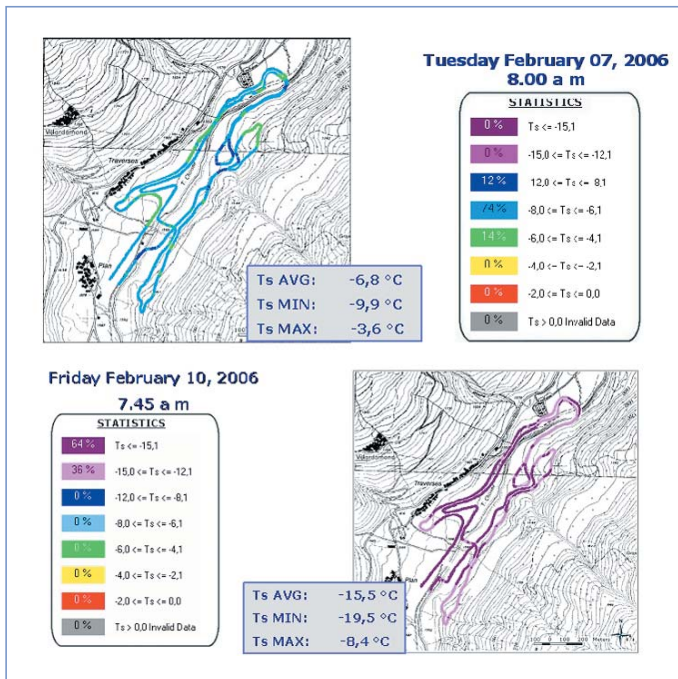 Tuesday February 07, 2006
8.00 a m
STATISTICS
0 % Ts <= -15,1
0 % -15,0 <= Ts <= -12,1
12 % -12,0 <= Ts <= -8,1
74 % -8,0 <= Ts <= -6,1
14 % -6,0 <= Ts <= -4,1
0 % -4,0 <= Ts <= -2,1
0 % -2,0 <= Ts <= 0,0
0 % Ts > 0,0 Invalid Data
Traverses
Plan
Ts AVG: -6,8 °C
Ts MIN: -9,9 °C
Ts MAX: -3,6 °C
Friday February 10, 2006
7.45 a m
STATISTICS
64 % Ts <= -15,1
36 % -15,0 <= Ts <= -12,1
0 % -12,0 <= Ts <= -8,1
0 % -8,0 <= Ts <= -6,1
0 % -6,0 <= Ts <= -4,1
0 % -4,0 <= Ts <= -2,1
0 % -2,0 <= Ts <= 0,0
0 % Ts > 0,0 Invalid Data
Traverses
Plan
Ts AVG: -15,5 °C
Ts MIN: -19,5 °C
Ts MAX: -8,4 °C
100 0 100 200 Meters